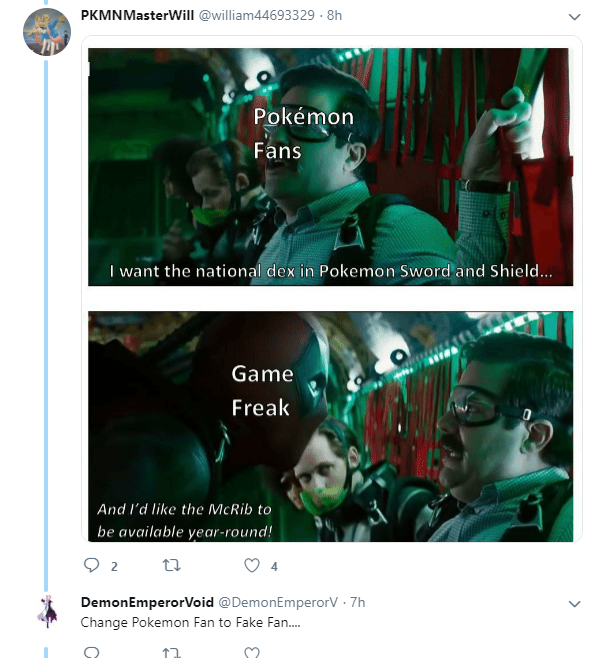 PKMNMasterWill @william44693329 · 8h
Pokémon
Fans
I want the national dex in Pokemon Sword and Shield...
Game
Freak
And I'd like the McRib to
be available year-round!
2
4
DemonEmperorVoid @DemonEmperorV · 7h
Change Pokemon Fan to Fake Fan....